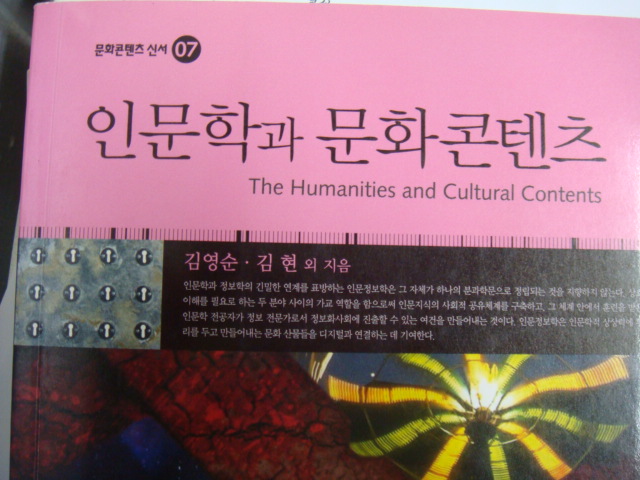 문화콘텐츠 신서 07
인문학과 문화콘텐츠
The Humanities and Cultural Contents
김영순 · 김 현 외 지음
인문학과 정보학의 긴밀한 연계를 표방하는 인문정보학은 그 자체가 하나의 분과학문으로 정립되는 것을 지향하지 않는다.
이해를 필요로 하는 두 분야 사이의 가교 역할을 함으로써 인문지식의 사회적 공유체계를 구축하고, 그 체계 안에서 훈련을
인문학 전공자가 정보 전문가로서 정보화사회에 진출할 수 있는 여건을 만들어내는 것이다. 인문정보학은 인문학적 상상력에
리를 두고 만들어내는 문화 산물들을 디지털과 연결하는 데 기여한다.